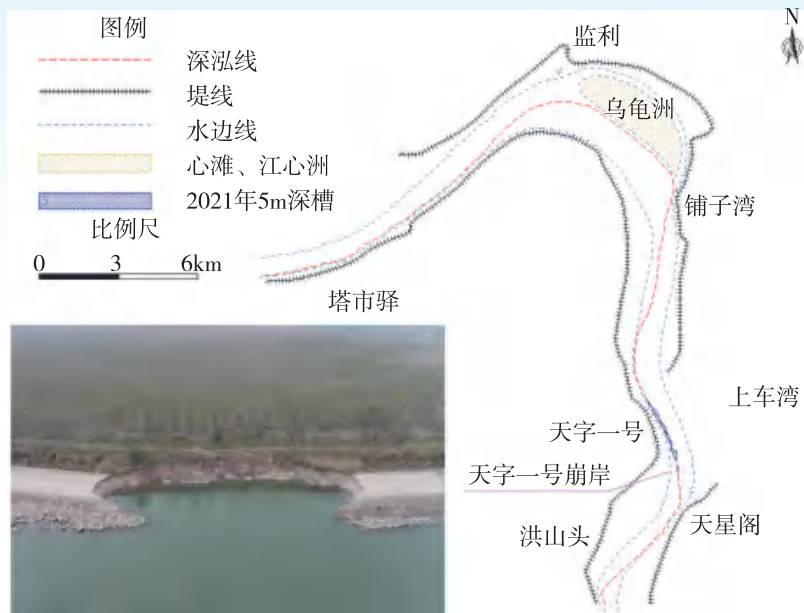 图例
深泓线
堤线
水边线
心滩、江心洲
2021年5m深槽
比例尺
0 3 6km
监利
N
乌龟洲
铺子湾
塔市驿
上车湾
天字一号
天字一号崩岸
天星阁
洪山头